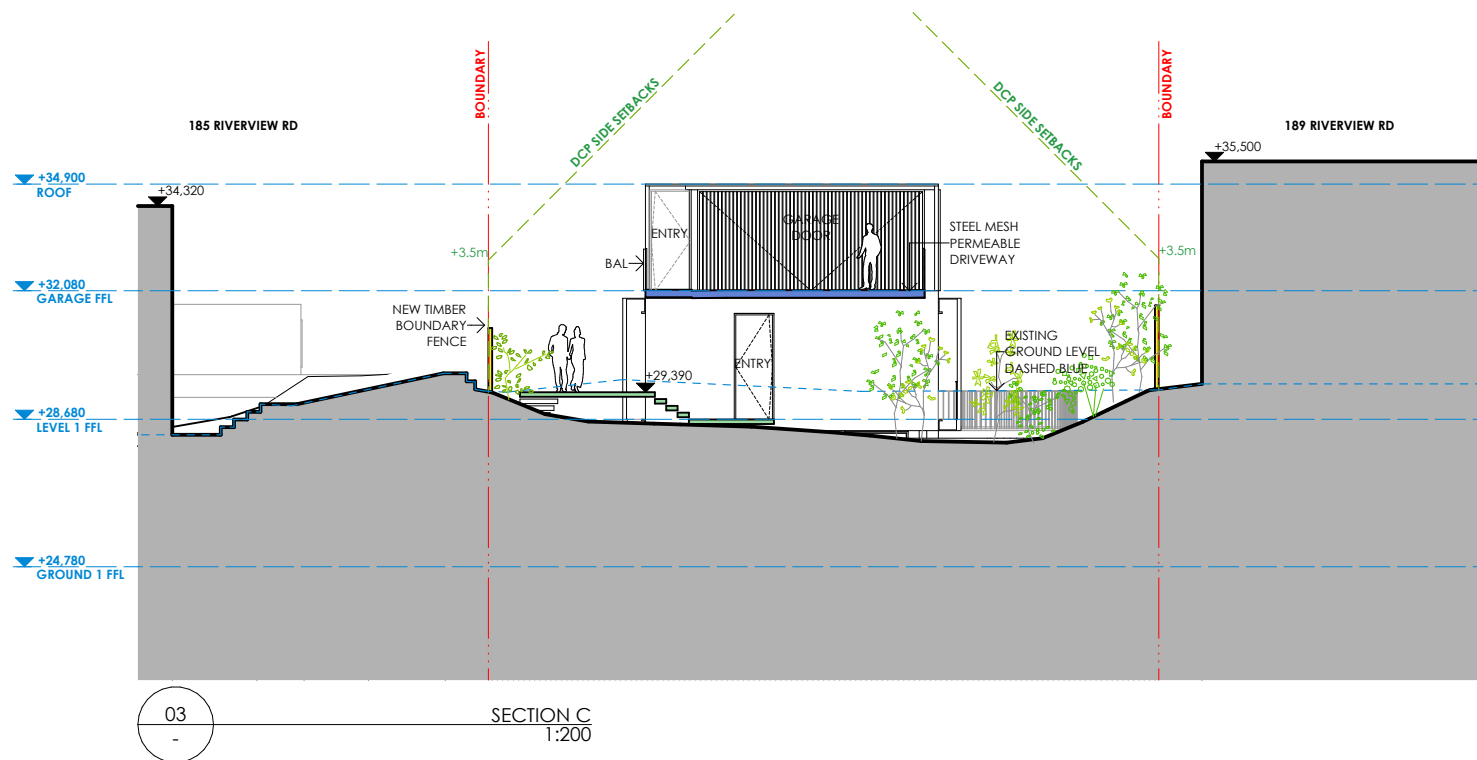 BOUNDARY
DCP SIDE SETBACKS
DCP SIDE SETBACKS
BOUNDARY
185 RIVERVIEW RD
189 RIVERVIEW RD
+35,500
+34,900
ROOF
+34,320
ENTRY
GARAGE
DOOR
STEEL MESH
PERMEABLE
DRIVEWAY
+3.5m
+3.5m
BAL
+32,080
GARAGE FFL
NEW TIMBER
BOUNDARY
FENCE
EXISTING
GROUND LEVEL
DASHED BLUE
ENTRY
+29,390
+28,680
LEVEL 1 FFL
+24,780
GROUND 1 FFL
03
-
SECTION C
1:200